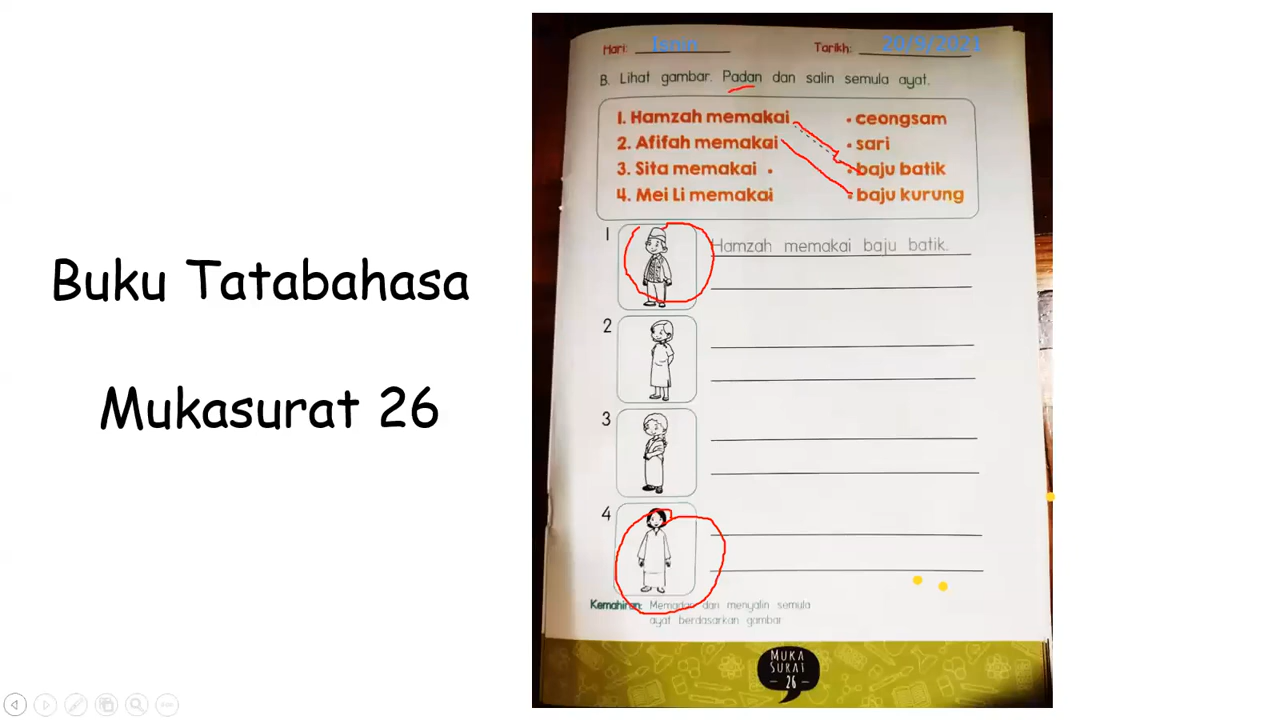 Buku Tatabahasa
Mukasurat 26
Hari: Isnin Tarikh: 20/9/2021
B. Lihat gambar. Padan dan salin semula ayat.
1. Hamzah memakai • ceongsam
2. Afifah memakai • sari
3. Sita memakai • • baju batik
4. Mei Li memakai • baju kurung
1 Hamzah memakai baju batik.
2
3
4
Kemahiran: Memadan dan menyalin semula
ayat berdasarkan gambar
MUKA
SURAT
- 26 -